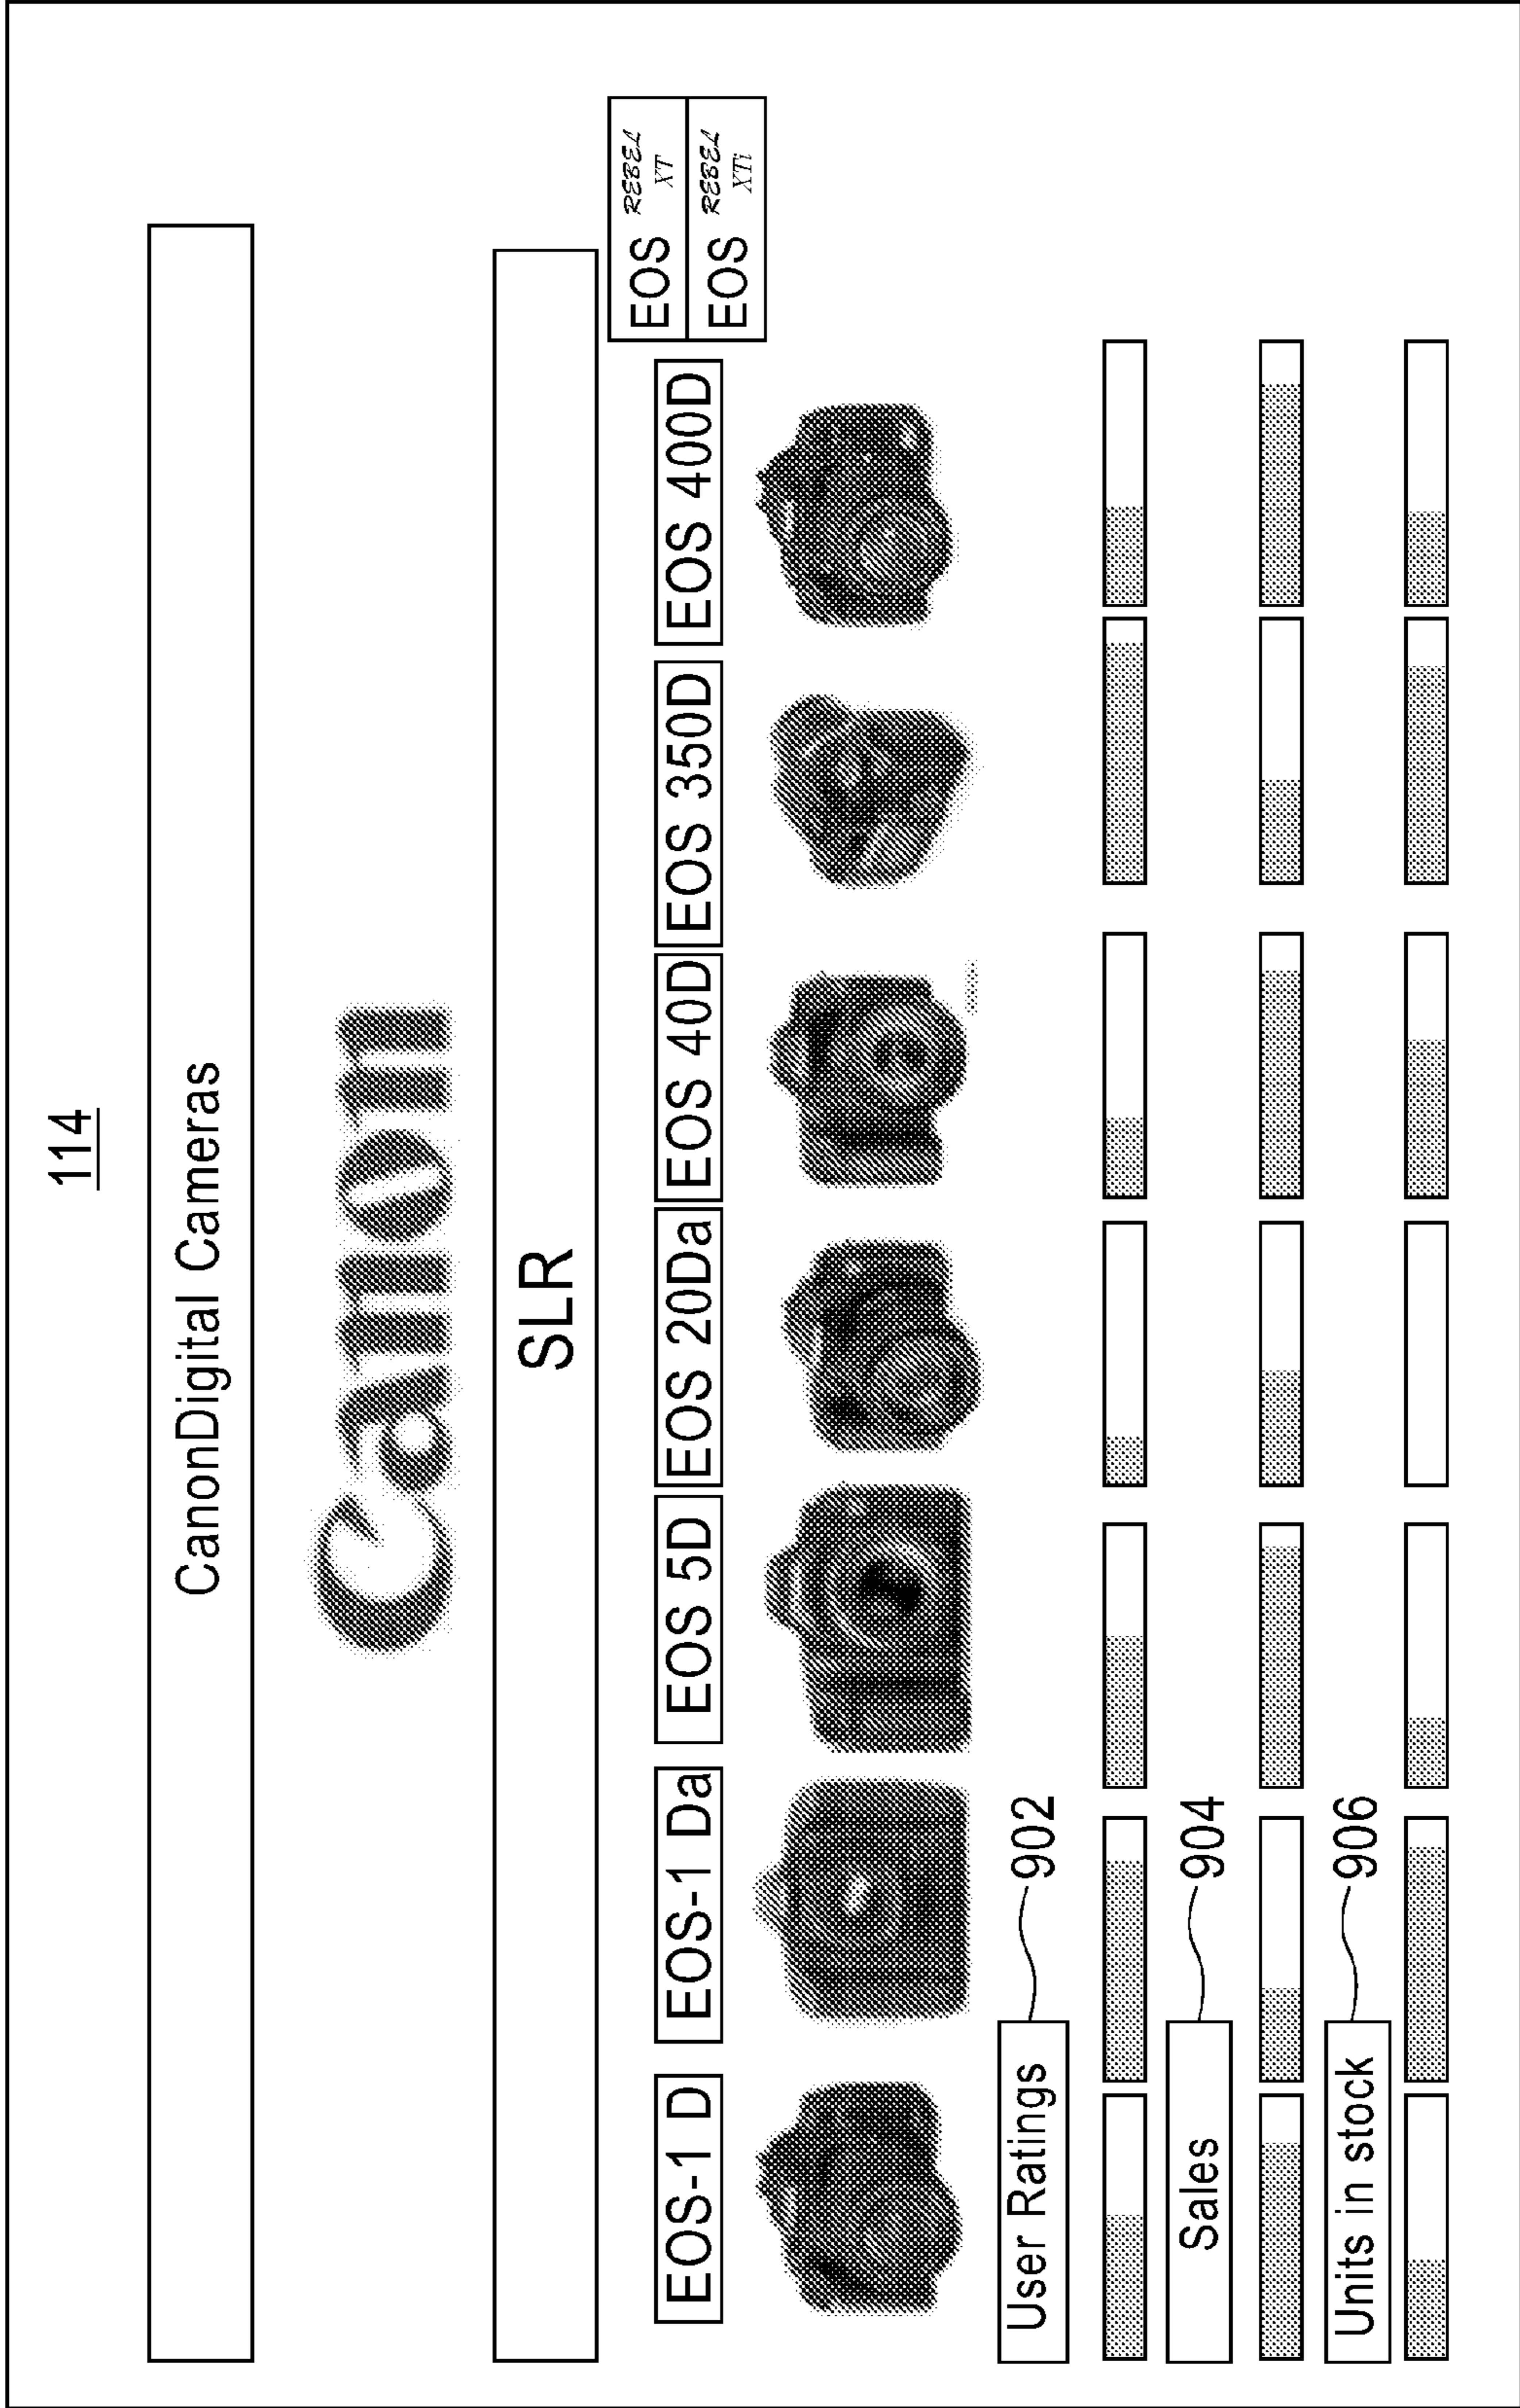 114
CanonDigital Cameras
Canon
SLR
EOS-1 D
EOS-1 Da
EOS 5D
EOS 20Da
EOS 40D
EOS 350D
EOS 400D
EOS REBEL XT
EOS REBEL XTi
User Ratings
902
Sales
904
Units in stock
906